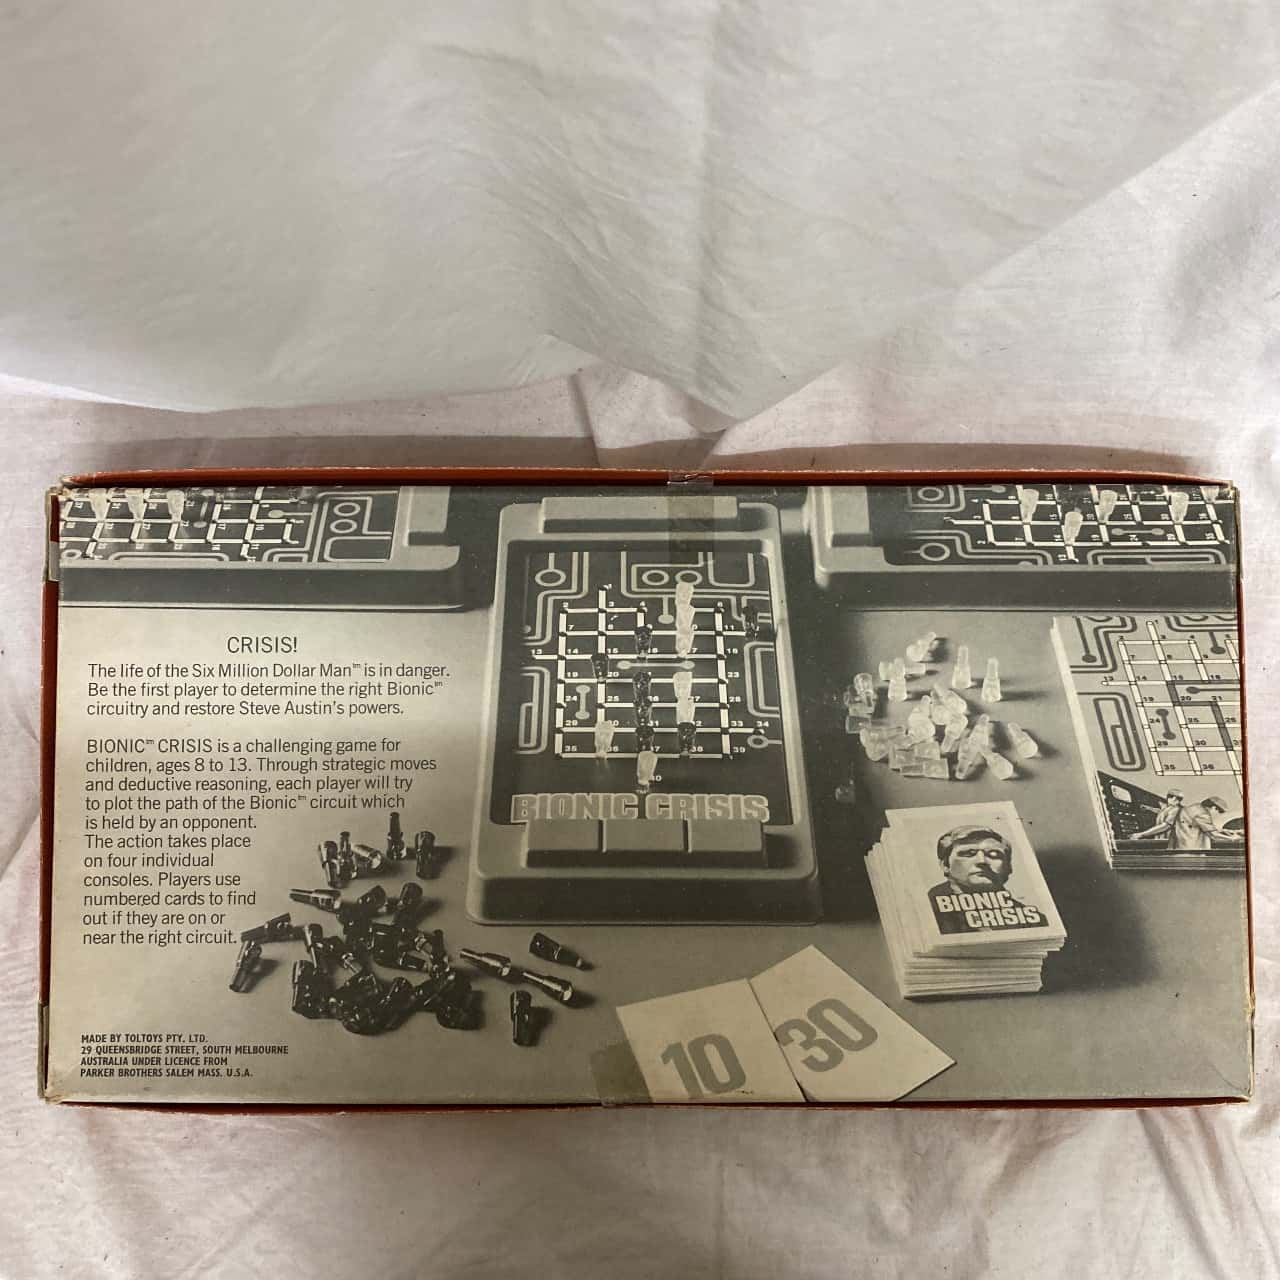 CRISIS!
The life of the Six Million Dollar Man™ is in danger.
Be the first player to determine the right Bionic™
circuitry and restore Steve Austin's powers.
BIONIC™ CRISIS is a challenging game for
children, ages 8 to 13. Through strategic moves
and deductive reasoning, each player will try
to plot the path of the Bionic™ circuit which
is held by an opponent.
The action takes place
on four individual
consoles. Players use
numbered cards to find
out if they are on or
near the right circuit.
MADE BY TOLTOYS PTY. LTD.
29 QUEENSBRIDGE STREET, SOUTH MELBOURNE
AUSTRALIA UNDER LICENCE FROM
PARKER BROTHERS SALEM MASS. U.S.A.
BIONIC CRISIS
BIONIC
CRISIS
10
30